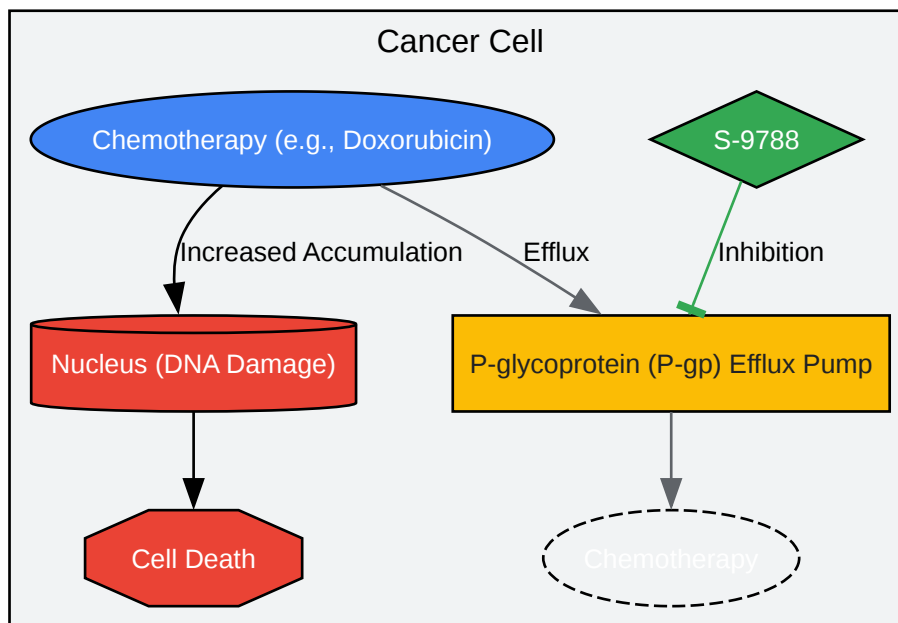 Cancer Cell
Chemotherapy (e.g., Doxorubicin)
S-9788
Increased Accumulation
Efflux
Inhibition
Nucleus (DNA Damage)
P-glycoprotein (P-gp) Efflux Pump
Cell Death
Chemotherapy